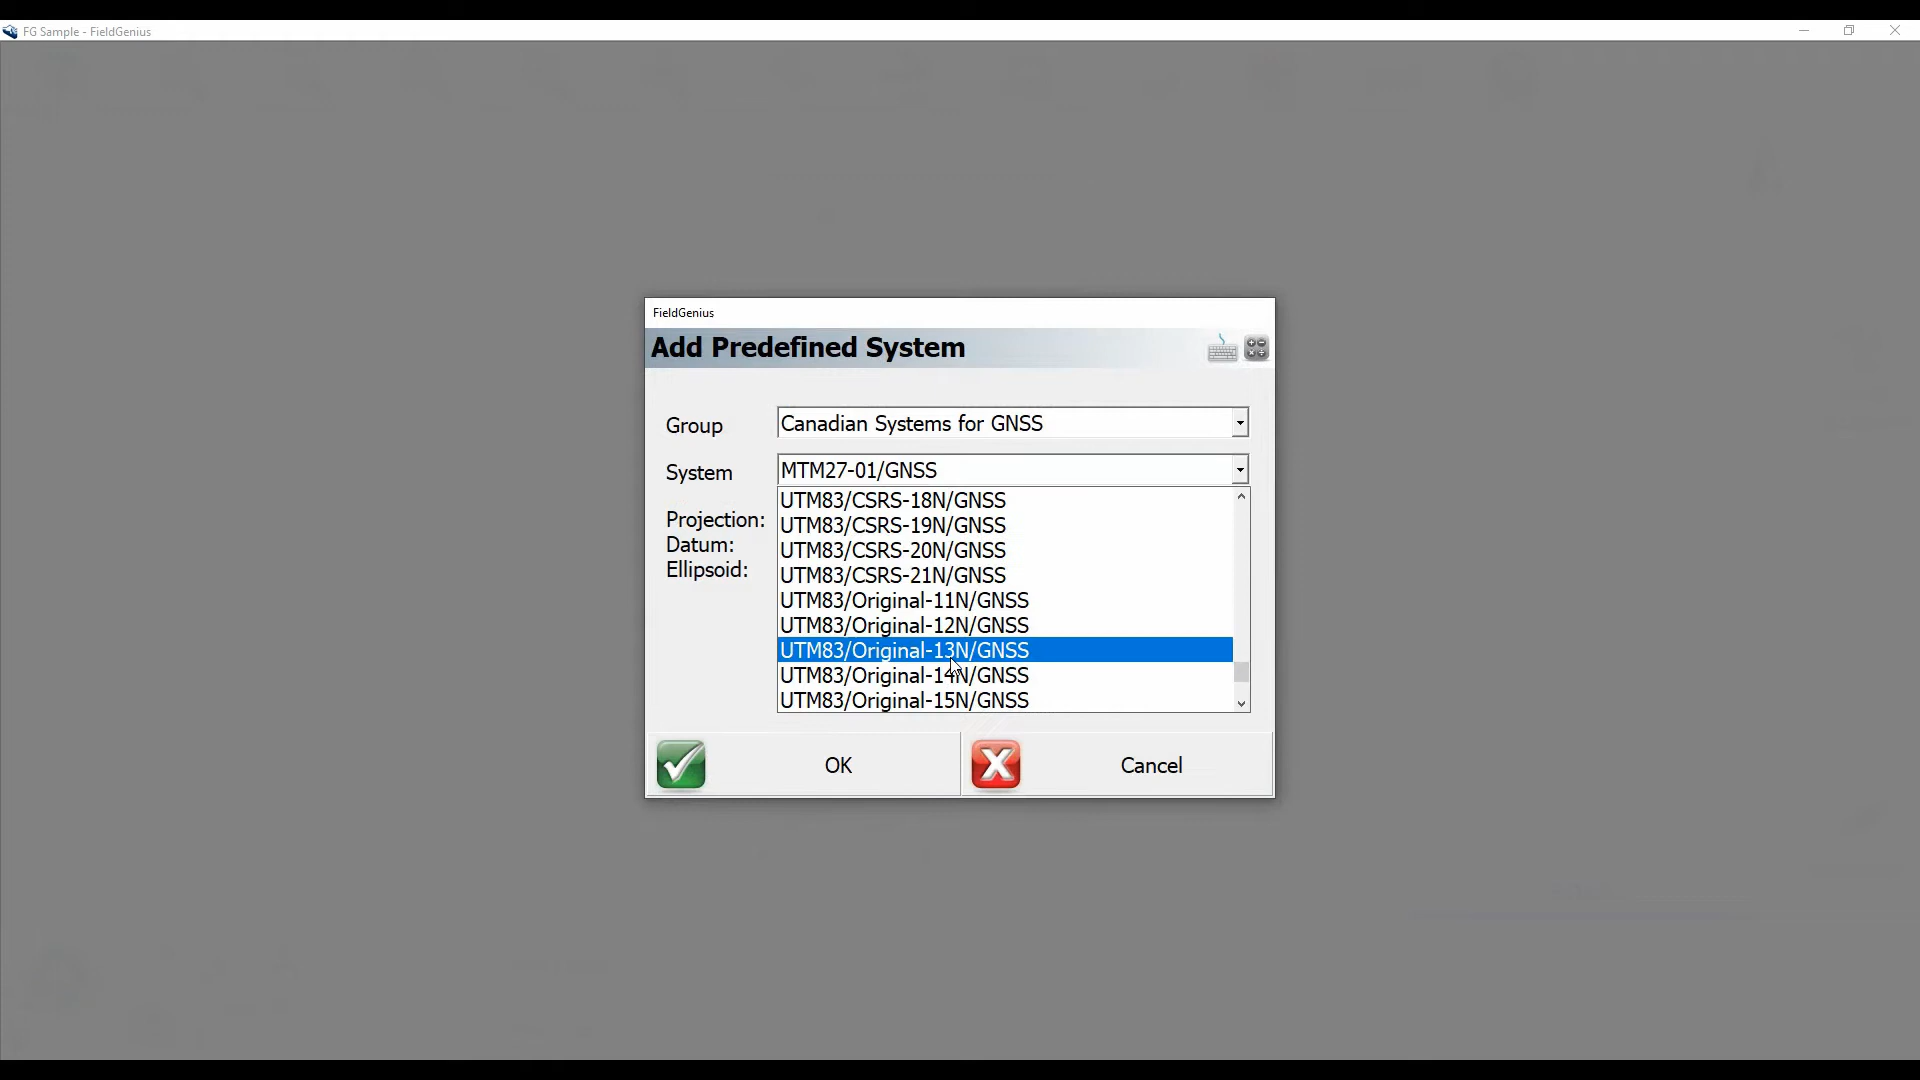 FG Sample - FieldGenius
FieldGenius
Add Predefined System
Group
Canadian Systems for GNSS
System
MTM27-01/GNSS
Projection:
Datum:
Ellipsoid:
UTM83/CSRS-18N/GNSS
UTM83/CSRS-19N/GNSS
UTM83/CSRS-20N/GNSS
UTM83/CSRS-21N/GNSS
UTM83/Original-11N/GNSS
UTM83/Original-12N/GNSS
UTM83/Original-13N/GNSS
UTM83/Original-14N/GNSS
UTM83/Original-15N/GNSS
OK
Cancel